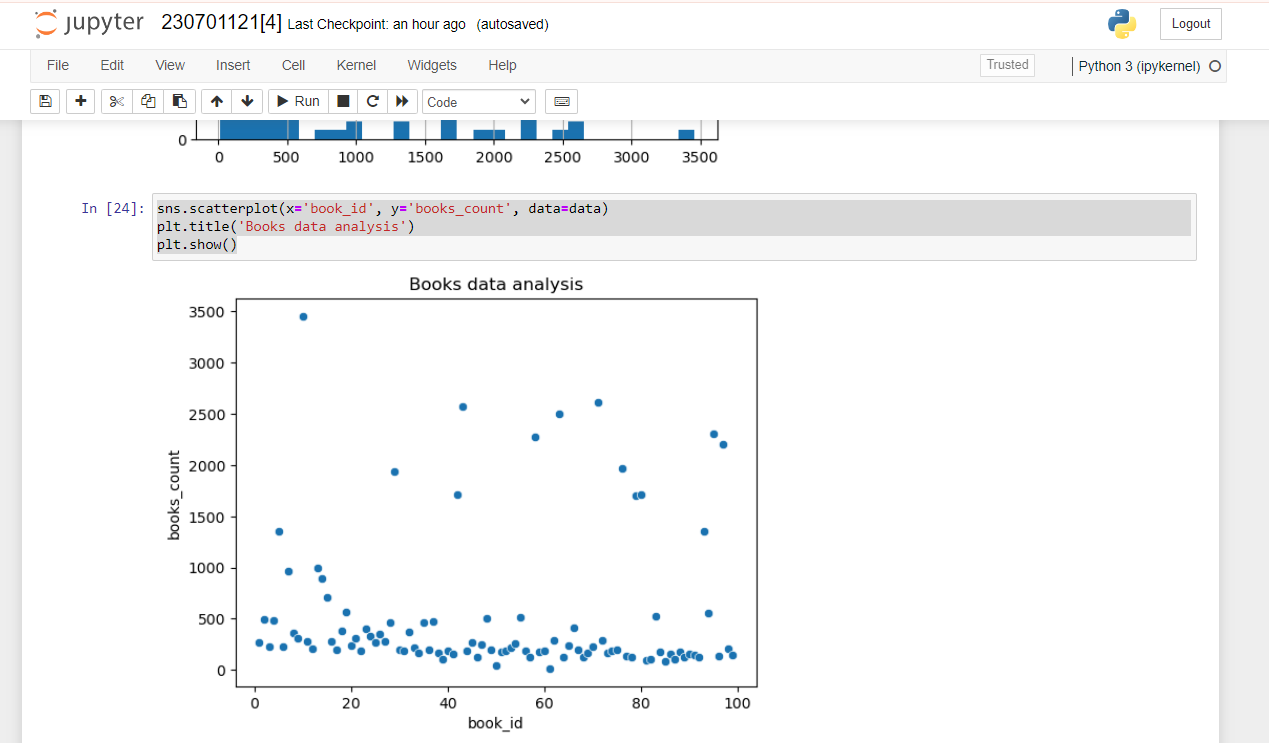 jupyter 230701121[4] Last Checkpoint: an hour ago (autosaved)
Logout
File Edit View Insert Cell Kernel Widgets Help
Trusted
Python 3 (ipykernel)
Run
Code
0
0 500 1000 1500 2000 2500 3000 3500
In [24]: sns.scatterplot(x='book_id', y='books_count', data=data)
plt.title('Books data analysis')
plt.show()
Books data analysis
3500
3000
2500
2000
1500
1000
500
0
books_count
0 20 40 60 80 100
book_id